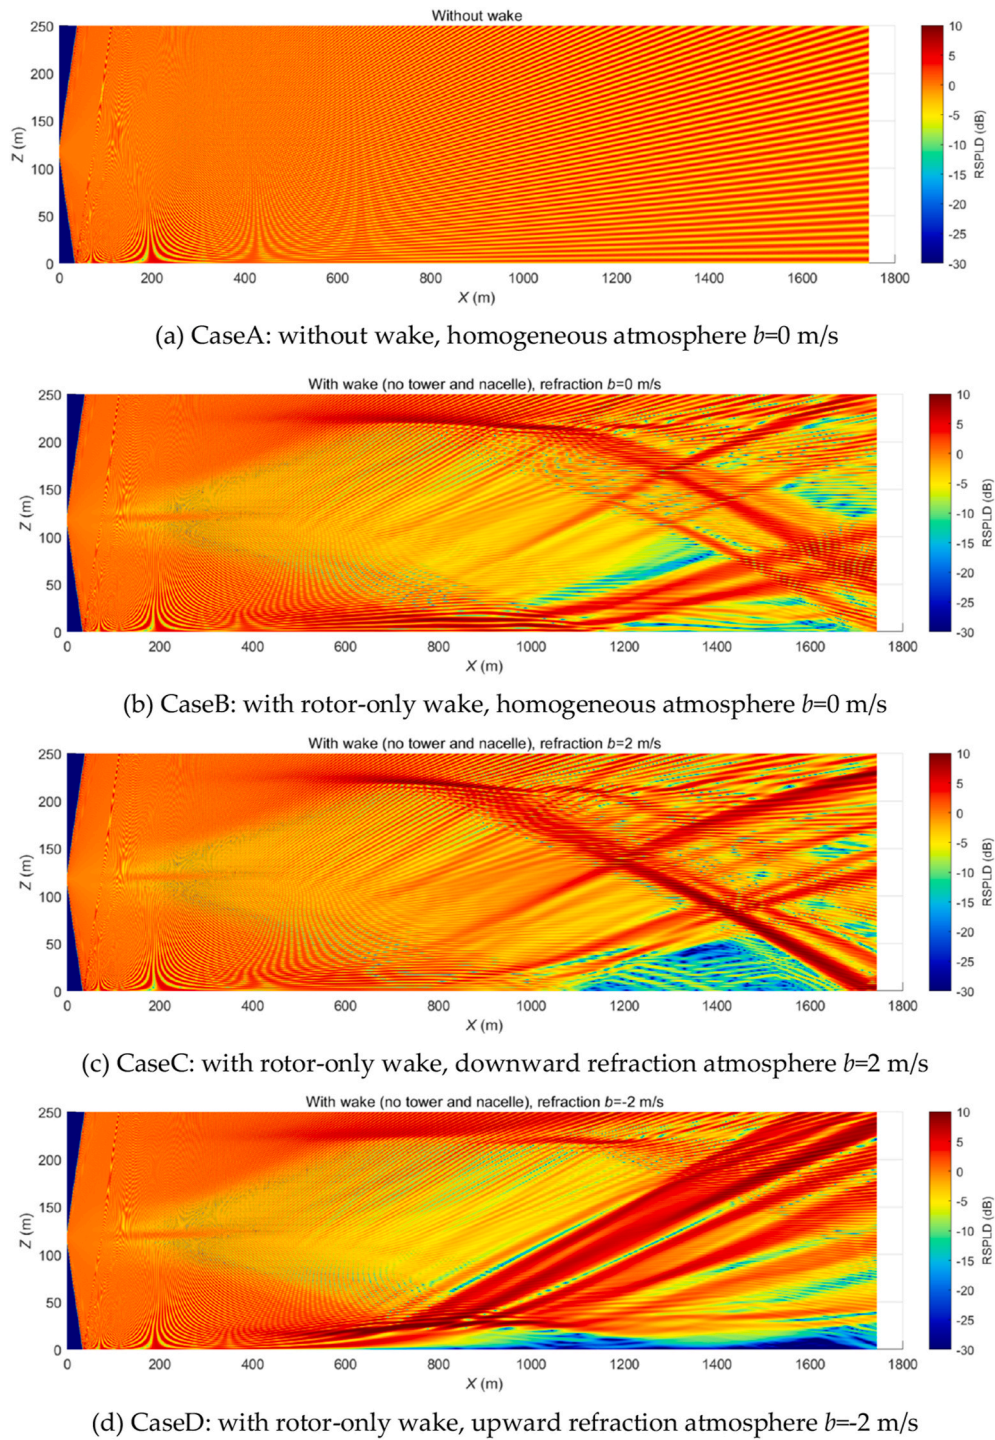 Without wake
250
200
150
100
50
0
Z (m)
0 200 400 600 800 1000 1200 1400 1600 1800
X (m)
10
5
0
-5
-10
-15
-20
-25
-30
RSPLD (dB)
(a) CaseA: without wake, homogeneous atmosphere b=0 m/s
With wake (no tower and nacelle), refraction b=0 m/s
250
200
150
100
50
0
Z (m)
0 200 400 600 800 1000 1200 1400 1600 1800
X (m)
10
5
0
-5
-10
-15
-20
-25
-30
RSPLD (dB)
(b) CaseB: with rotor-only wake, homogeneous atmosphere b=0 m/s
With wake (no tower and nacelle), refraction b=2 m/s
250
200
150
100
50
0
Z (m)
0 200 400 600 800 1000 1200 1400 1600 1800
X (m)
10
5
0
-5
-10
-15
-20
-25
-30
RSPLD (dB)
(c) CaseC: with rotor-only wake, downward refraction atmosphere b=2 m/s
With wake (no tower and nacelle), refraction b=-2 m/s
250
200
150
100
50
0
Z (m)
0 200 400 600 800 1000 1200 1400 1600 1800
X (m)
10
5
0
-5
-10
-15
-20
-25
-30
RSPLD (dB)
(d) CaseD: with rotor-only wake, upward refraction atmosphere b=-2 m/s